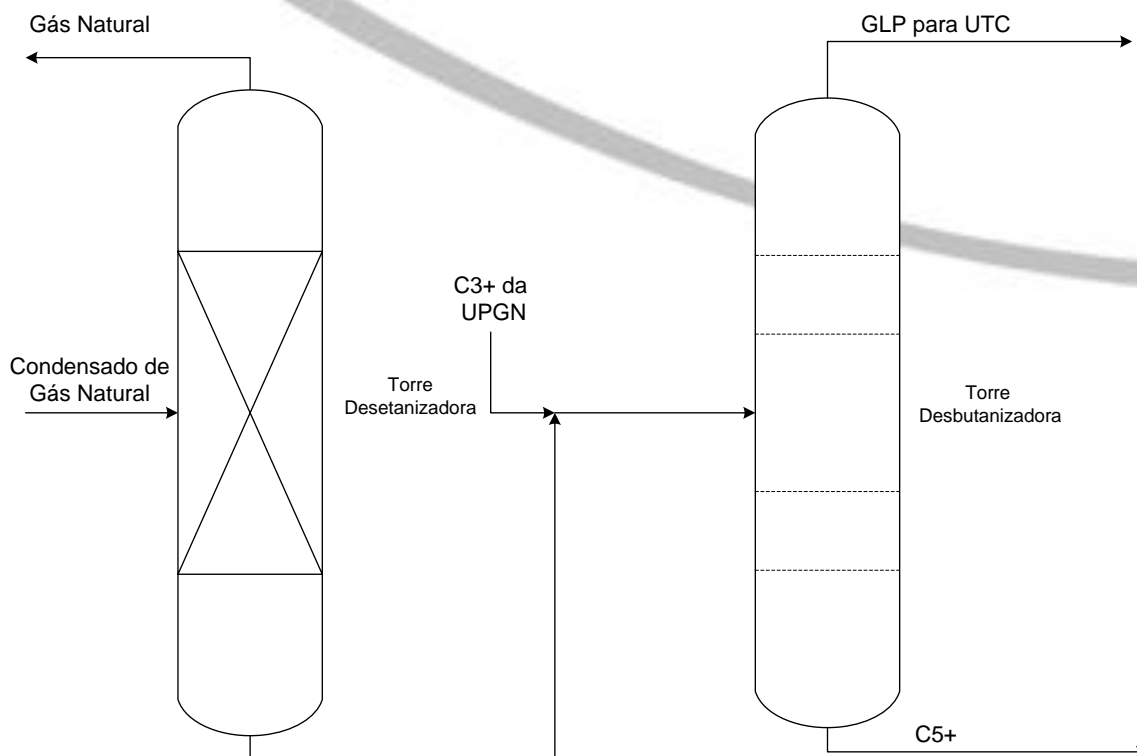 Gás Natural
GLP para UTC
C3+ da
UPGN
Condensado de
Gás Natural
Torre
Desetanizadora
Torre
Desbutanizadora
C5+